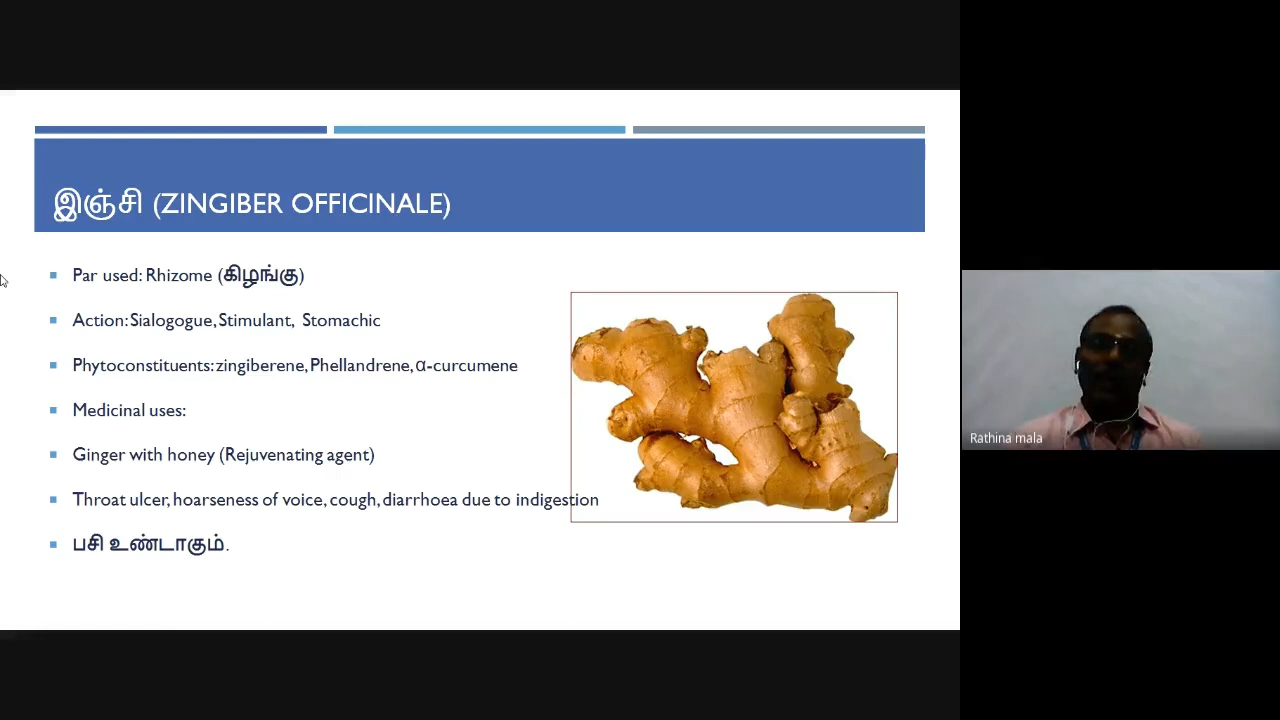 இஞ்சி (ZINGIBER OFFICINALE)
Par used: Rhizome (கிழங்கு)
Action: Sialogogue, Stimulant, Stomachic
Phytoconstituents: zingiberene, Phellandrene, α-curcumene
Medicinal uses:
Ginger with honey (Rejuvenating agent)
Throat ulcer, hoarseness of voice, cough, diarrhoea due to indigestion
பசி உண்டாகும்.
Rathina mala